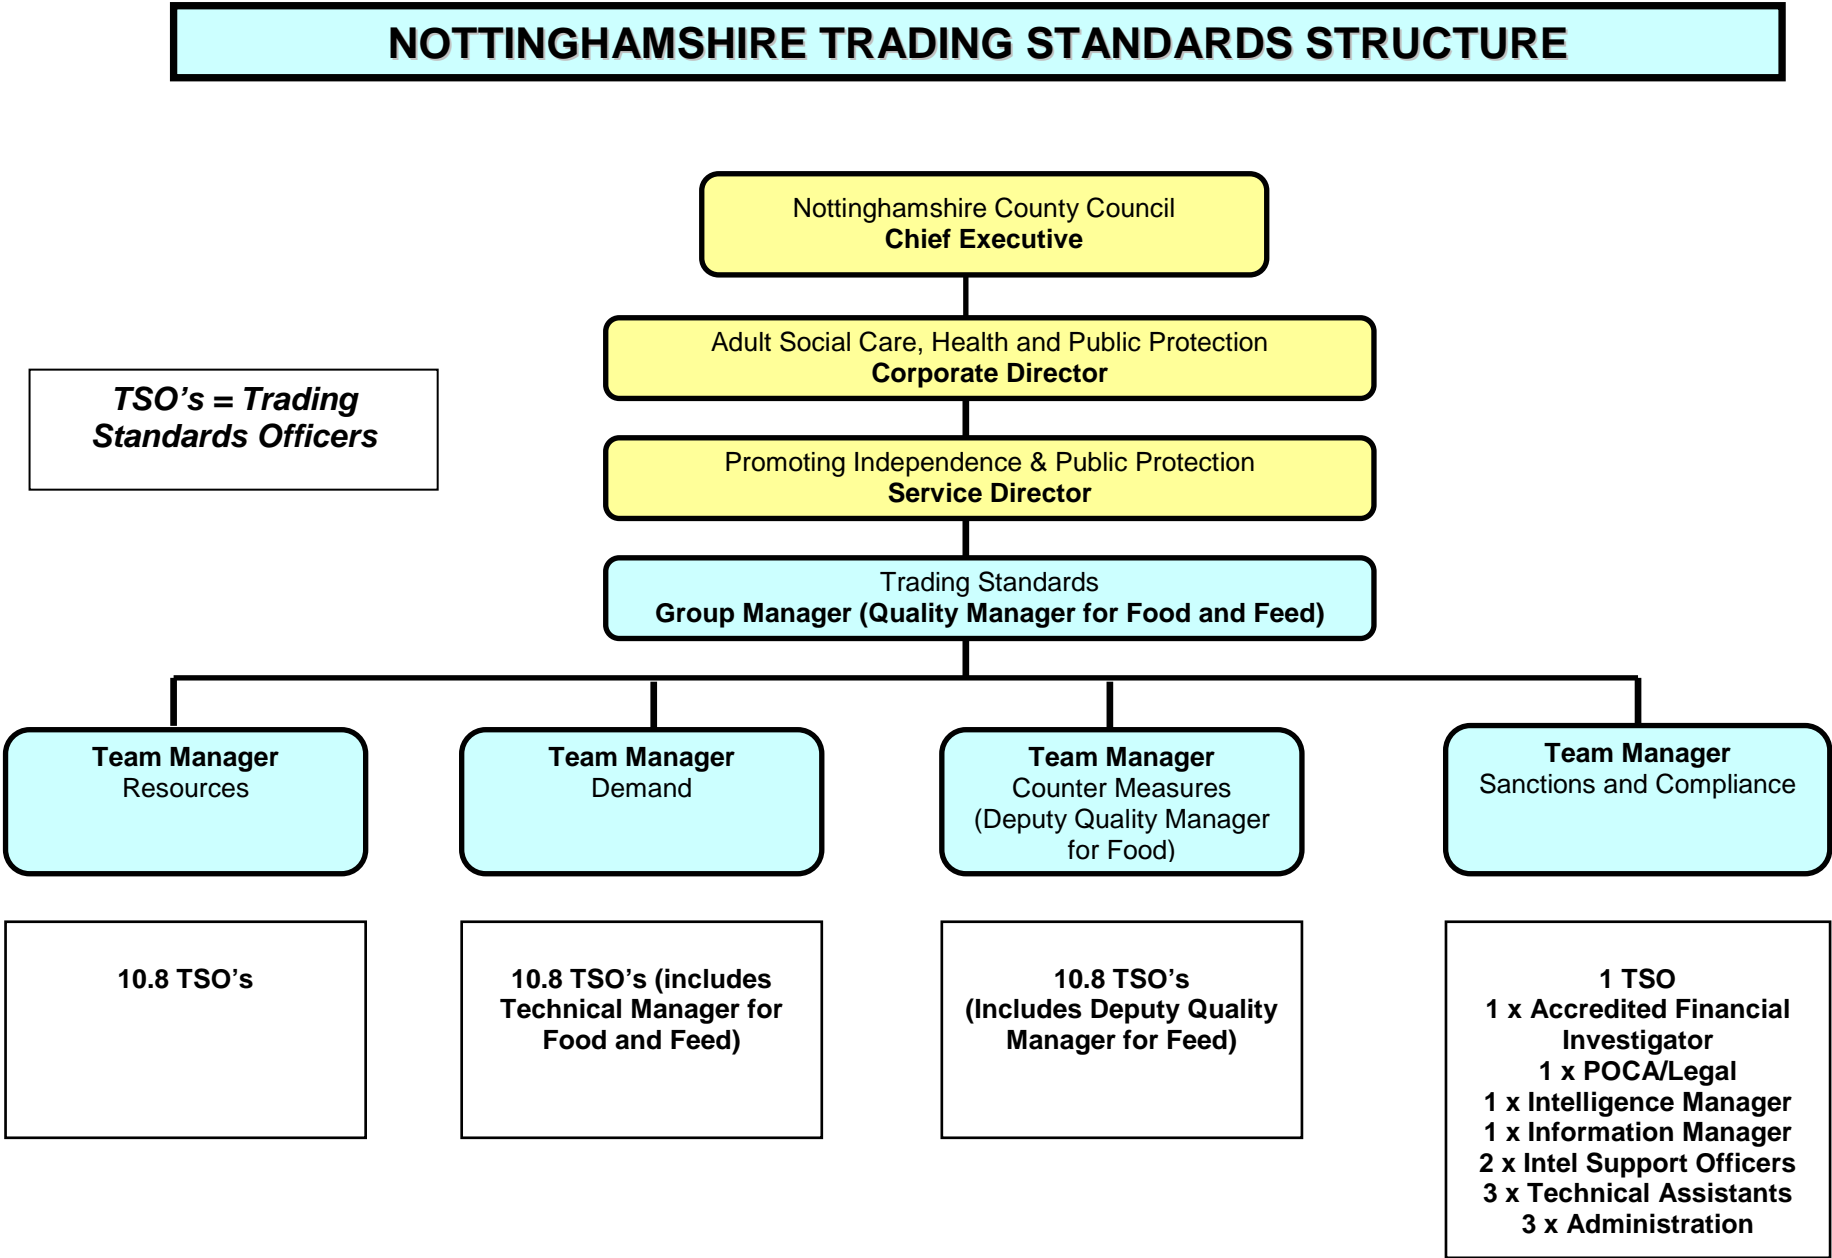 NOTTINGHAMSHIRE TRADING STANDARDS STRUCTURE
Nottinghamshire County Council
Chief Executive
Adult Social Care, Health and Public Protection
Corporate Director
TSO’s = Trading
Standards Officers
Promoting Independence & Public Protection
Service Director
Trading Standards
Group Manager (Quality Manager for Food and Feed)
Team Manager
Resources
Team Manager
Demand
Team Manager
Counter Measures
(Deputy Quality Manager
for Food)
Team Manager
Sanctions and Compliance
10.8 TSO’s
10.8 TSO’s (includes
Technical Manager for
Food and Feed)
10.8 TSO’s
(Includes Deputy Quality
Manager for Feed)
1 TSO
1 x Accredited Financial
Investigator
1 x POCA/Legal
1 x Intelligence Manager
1 x Information Manager
2 x Intel Support Officers
3 x Technical Assistants
3 x Administration